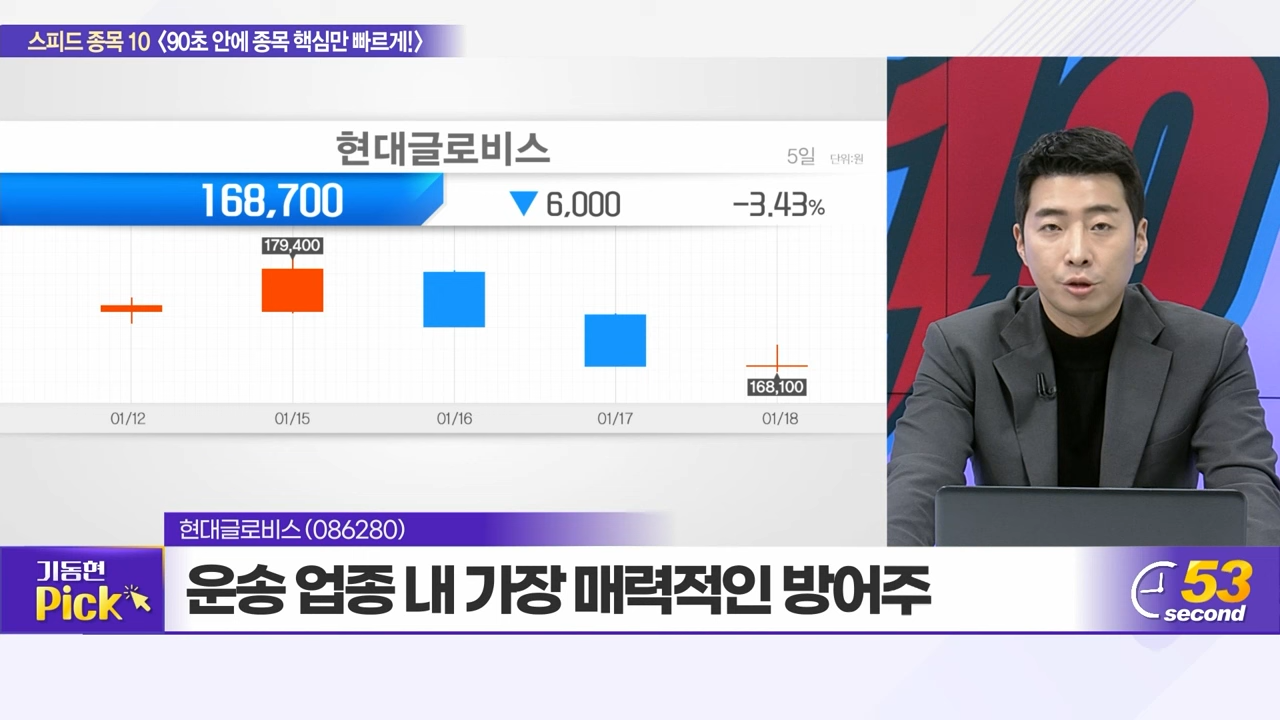 스피드 종목 10 〈90초 안에 종목 핵심만 빠르게!〉
현대글로비스
5일 단위:원
168,700 ▼ 6,000 -3.43%
179,400
168,100
01/12 01/15 01/16 01/17 01/18
10
현대글로비스 (086280)
기동현
Pick
운송 업종 내 가장 매력적인 방어주
53
second